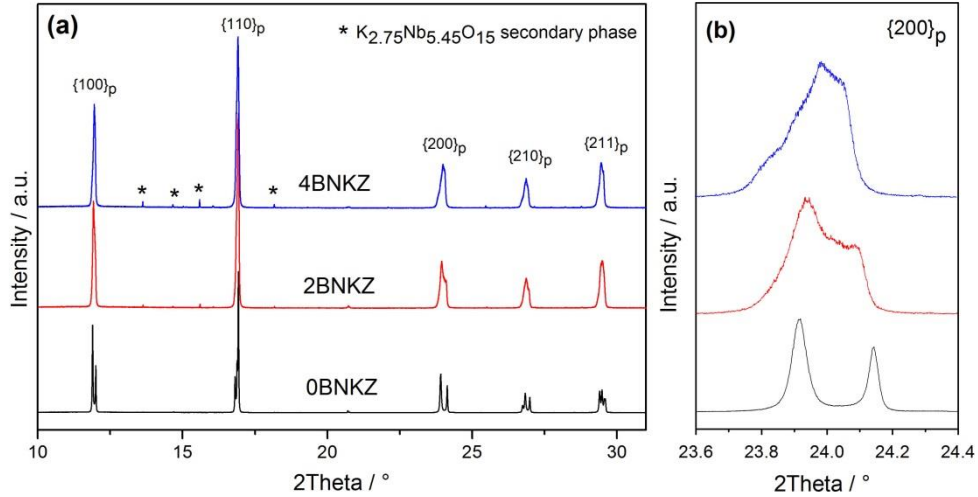 (a)
{110}p
* K2.75Nb5.45O15 secondary phase
{100}p
{200}p
{210}p
{211}p
* * * *
4BNKZ
2BNKZ
0BNKZ
Intensity / a.u.
10 15 20 25 30
2Theta / °
(b)
{200}p
Intensity / a.u.
23.6 23.8 24.0 24.2 24.4
2Theta / °